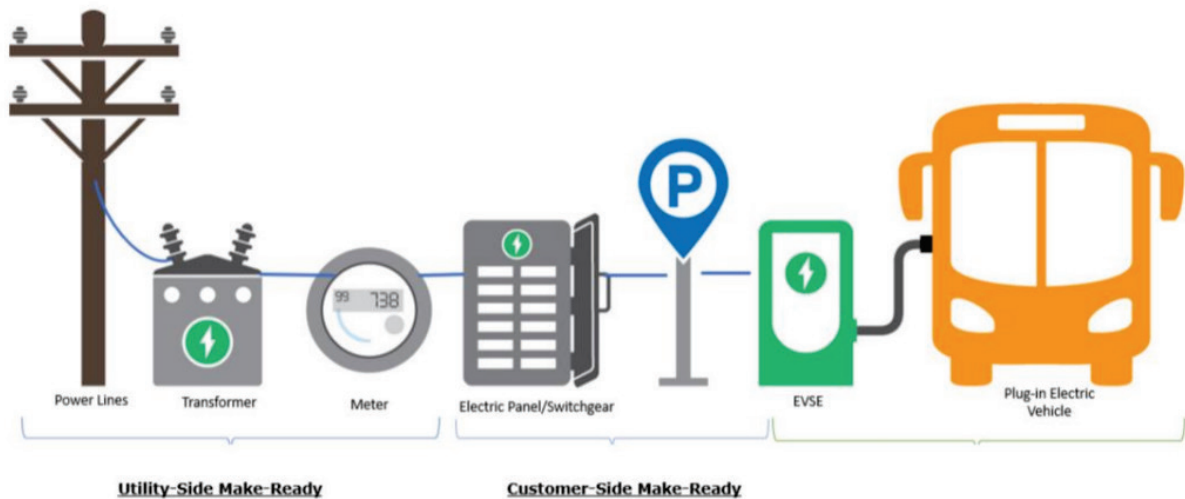 P
99 738
Power Lines
Transformer
Meter
Electric Panel/Switchgear
EVSE
Plug-in Electric
Vehicle
Utility-Side Make-Ready
Customer-Side Make-Ready